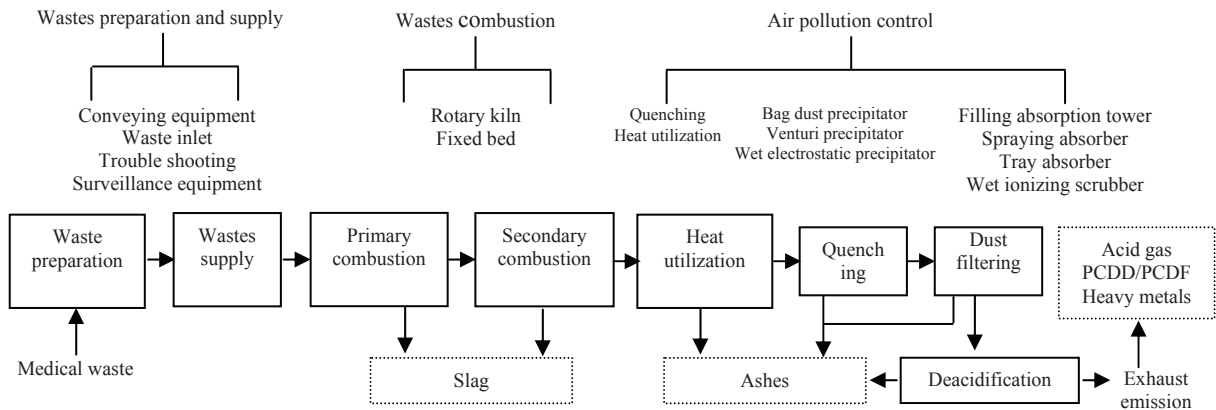 Wastes preparation and supply
Wastes combustion
Air pollution control
Conveying equipment
Waste inlet
Trouble shooting
Surveillance equipment
Rotary kiln
Fixed bed
Quenching
Heat utilization
Bag dust precipitator
Venturi precipitator
Wet electrostatic precipitator
Filling absorption tower
Spraying absorber
Tray absorber
Wet ionizing scrubber
Waste
preparation
Wastes
supply
Primary
combustion
Secondary
combustion
Heat
utilization
Quench
ing
Dust
filtering
Acid gas
PCDD/PCDF
Heavy metals
Medical waste
Slag
Ashes
Deacidification
Exhaust
emission